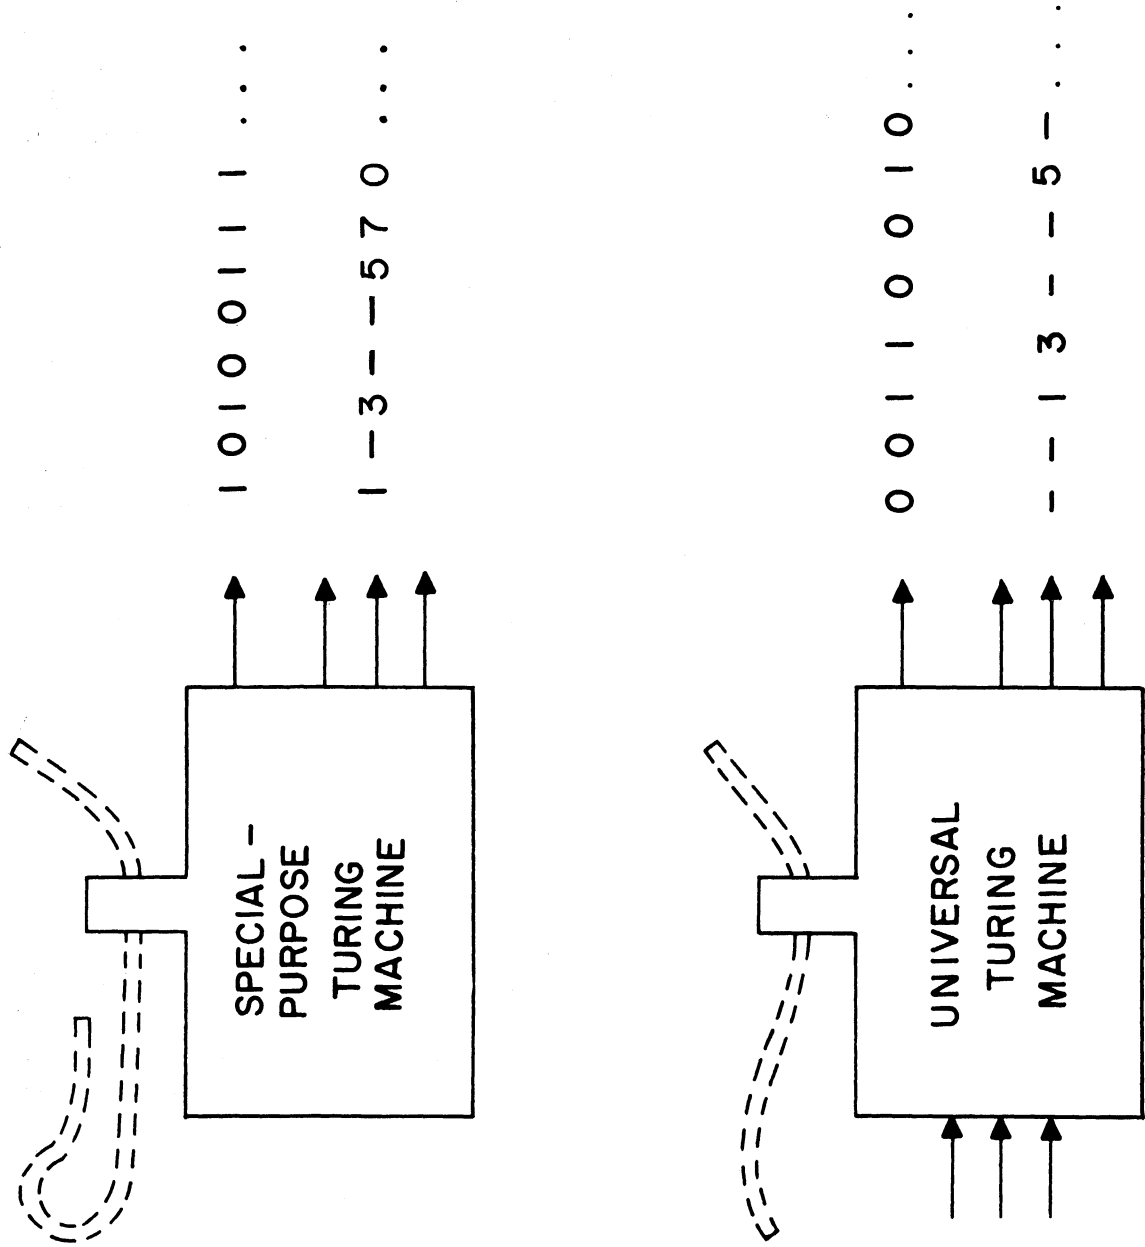 SPECIAL-
PURPOSE
TURING
MACHINE
1 0 1 0 0 1 1 1 . . .
1 - 3 - - 5 7 0 . . .
UNIVERSAL
TURING
MACHINE
0 0 1 1 0 0 1 0 . . .
- - 1 3 - - 5 - . . .